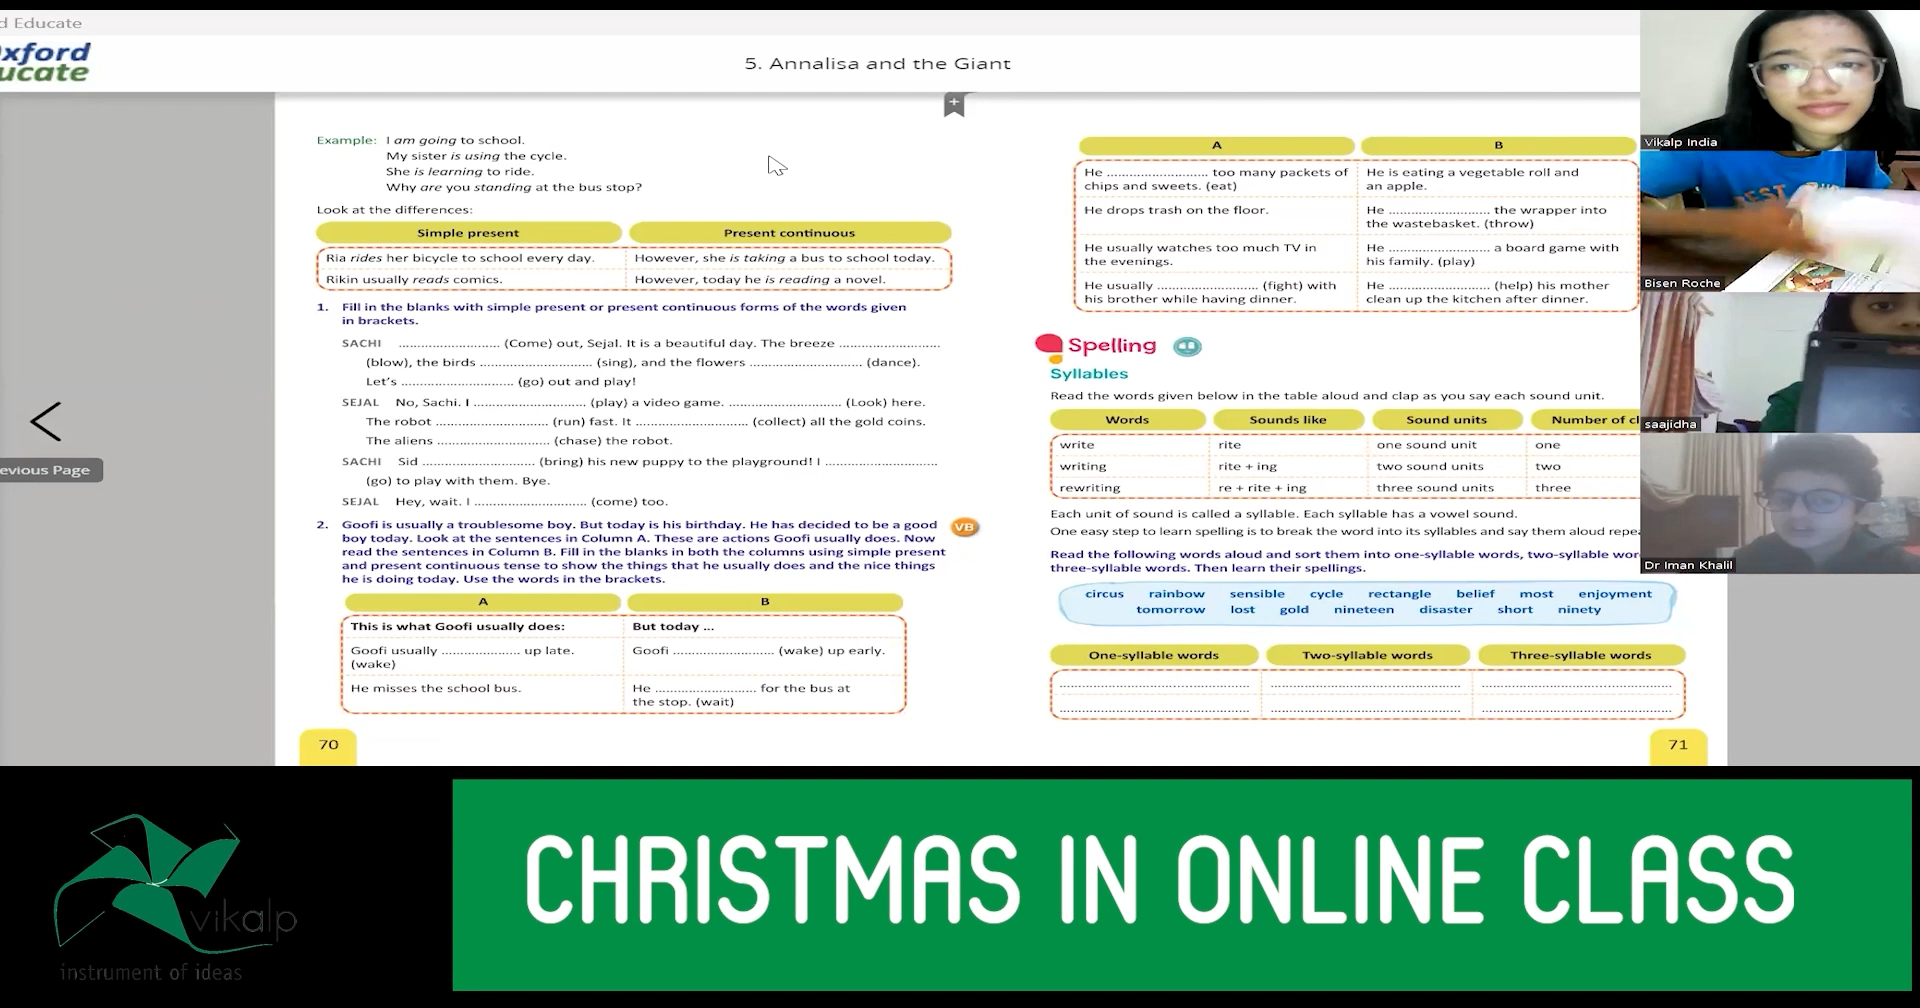 d Educate
xford
ucate
5. Annalisa and the Giant
Example: I am going to school.
My sister is using the cycle.
She is learning to ride.
Why are you standing at the bus stop?
Look at the differences:
Simple present Present continuous
Ria rides her bicycle to school every day. However, she is taking a bus to school today.
Rikin usually reads comics. However, today he is reading a novel.
1. Fill in the blanks with simple present or present continuous forms of the words given
in brackets.
SACHI ........................... (Come) out, Sejal. It is a beautiful day. The breeze ...........................
(blow), the birds .............................. (sing), and the flowers .............................. (dance).
Let's .............................. (go) out and play!
SEJAL No, Sachi. I .............................. (play) a video game. .............................. (Look) here.
The robot .............................. (run) fast. It .............................. (collect) all the gold coins.
The aliens .............................. (chase) the robot.
SACHI Sid .............................. (bring) his new puppy to the playground! I ..............................
(go) to play with them. Bye.
SEJAL Hey, wait. I .............................. (come) too.
2. Goofi is usually a troublesome boy. But today is his birthday. He has decided to be a good VB
boy today. Look at the sentences in Column A. These are actions Goofi usually does. Now
read the sentences in Column B. Fill in the blanks in both the columns using simple present
and present continuous tense to show the things that he usually does and the nice things
he is doing today. Use the words in the brackets.
A B
This is what Goofi usually does: But today ...
Goofi usually ..................... up late. Goofi ........................... (wake) up early.
(wake)
He misses the school bus. He ........................... for the bus at
the stop. (wait)
70
A B
He ........................... too many packets of He is eating a vegetable roll and
chips and sweets. (eat) an apple.
He drops trash on the floor. He ........................... the wrapper into
the wastebasket. (throw)
He usually watches too much TV in He ........................... a board game with
the evenings. his family. (play)
He usually ........................... (fight) with He ........................... (help) his mother
his brother while having dinner. clean up the kitchen after dinner.
Spelling
Syllables
Read the words given below in the table aloud and clap as you say each sound unit.
Words Sounds like Sound units Number of cl
write rite one sound unit one
writing rite + ing two sound units two
rewriting re + rite + ing three sound units three
Each unit of sound is called a syllable. Each syllable has a vowel sound.
One easy step to learn spelling is to break the word into its syllables and say them aloud repe
Read the following words aloud and sort them into one-syllable words, two-syllable wor
three-syllable words. Then learn their spellings.
circus rainbow sensible cycle rectangle belief most enjoyment
tomorrow lost gold nineteen disaster short ninety
One-syllable words Two-syllable words Three-syllable words
71
evious Page
Vikalp India
Bisen Roche
saajidha
Dr Iman Khalil
vikalp
instrument of ideas
CHRISTMAS IN ONLINE CLASS